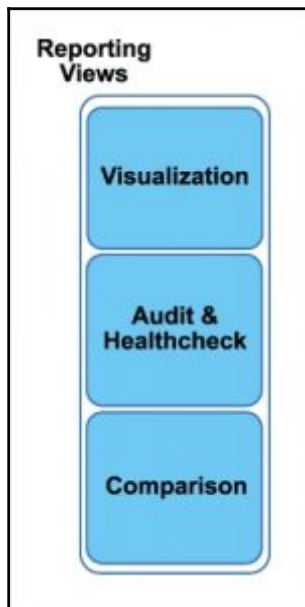 Reporting
Views
Visualization
Audit &
Healthcheck
Comparison